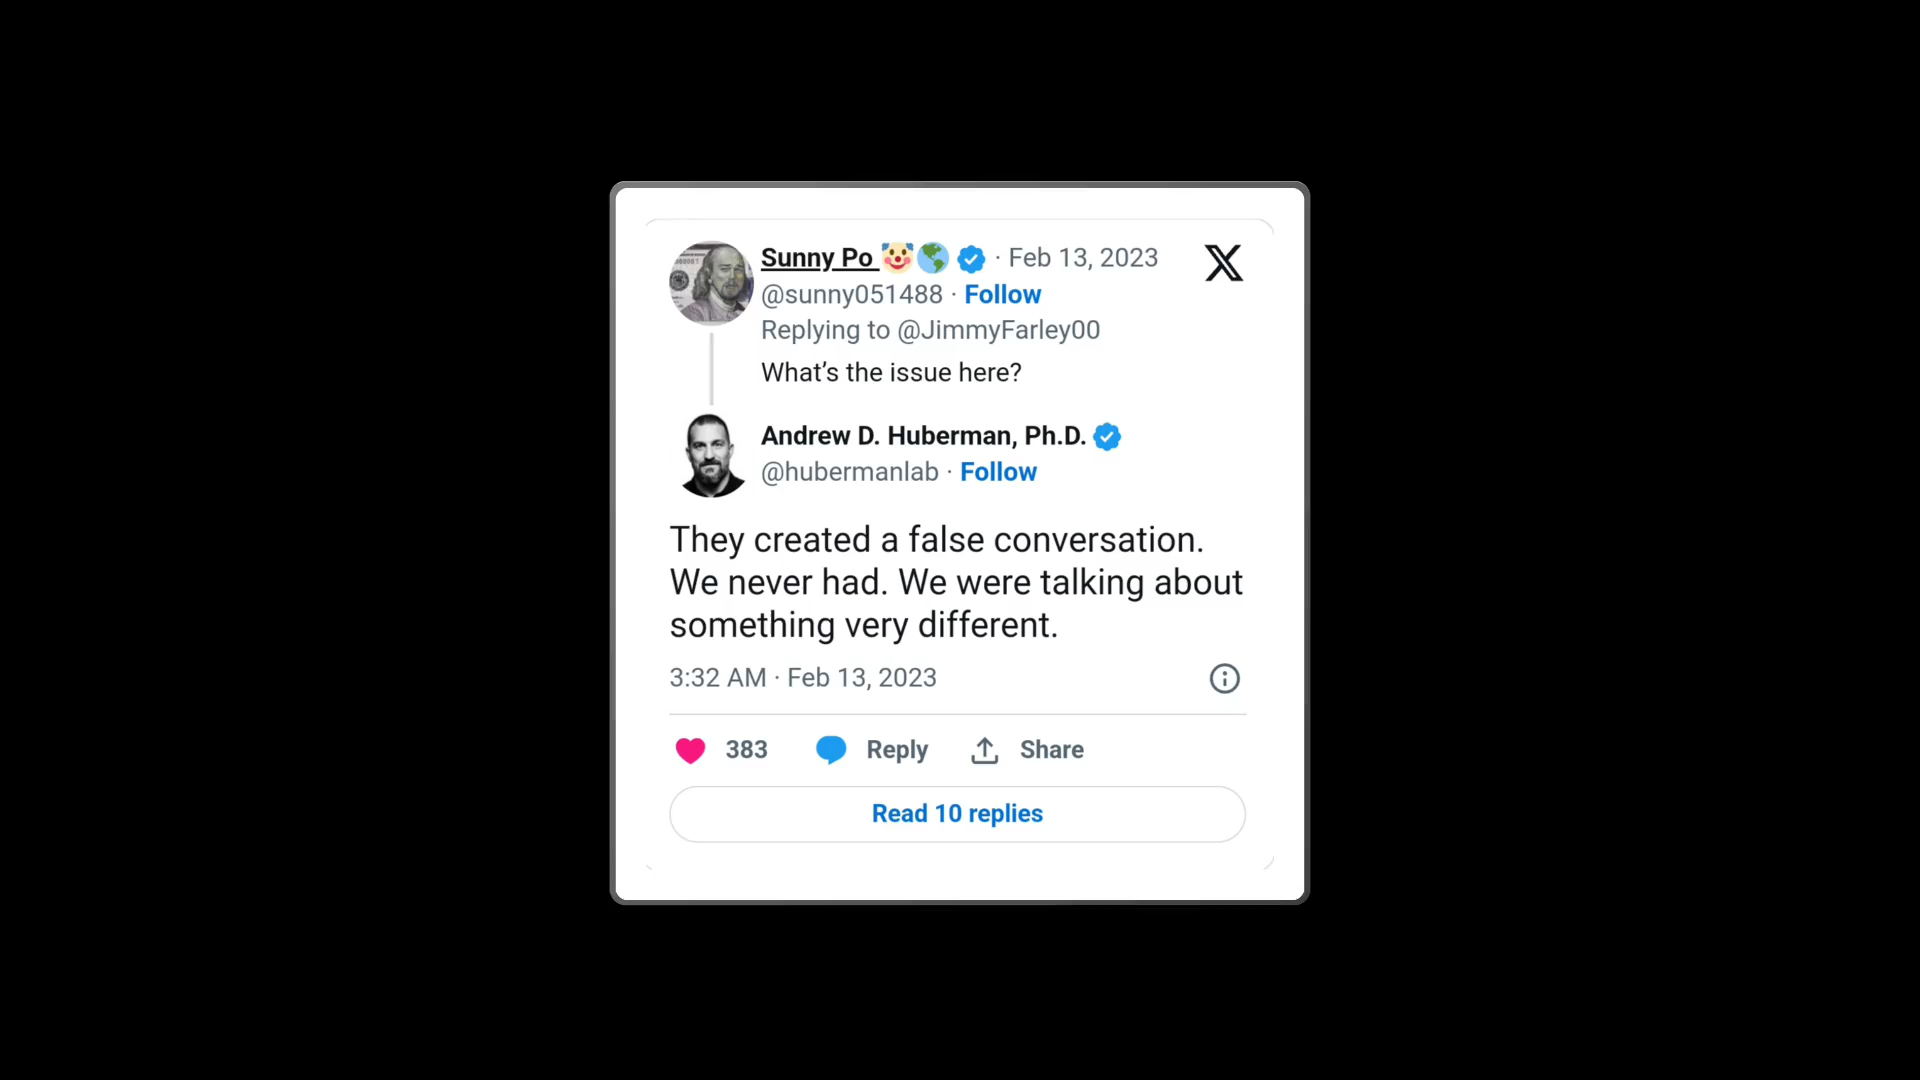 Sunny Po 🤡🌎 · Feb 13, 2023
@sunny051488 · Follow
Replying to @JimmyFarley00
What’s the issue here?
Andrew D. Huberman, Ph.D.
@hubermanlab · Follow
They created a false conversation.
We never had. We were talking about
something very different.
3:32 AM · Feb 13, 2023
383 Reply Share
Read 10 replies